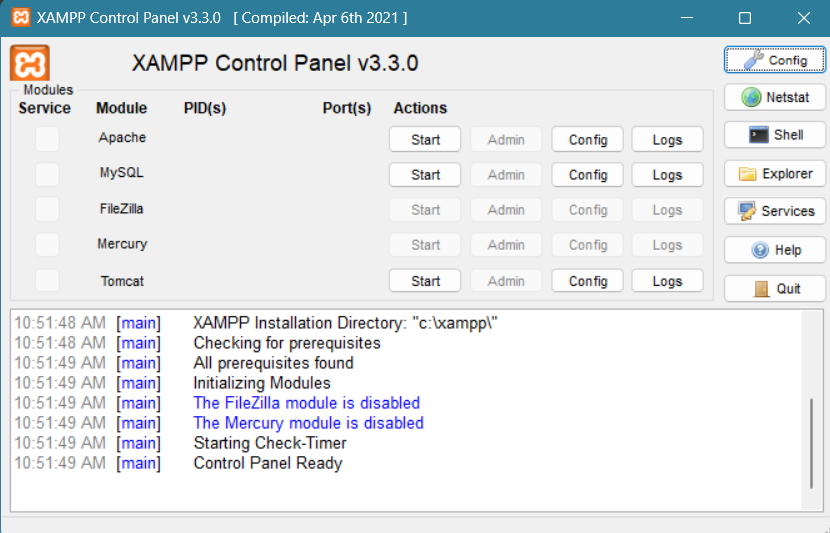 XAMPP Control Panel v3.3.0 [ Compiled: Apr 6th 2021 ]
XAMPP Control Panel v3.3.0
Config
Modules
Service Module PID(s) Port(s) Actions
Netstat
Apache Start Admin Config Logs
Shell
MySQL Start Admin Config Logs
Explorer
FileZilla Start Admin Config Logs
Services
Mercury Start Admin Config Logs
Help
Tomcat Start Admin Config Logs
Quit
10:51:48 AM [main] XAMPP Installation Directory: "c:\xampp\"
10:51:48 AM [main] Checking for prerequisites
10:51:49 AM [main] All prerequisites found
10:51:49 AM [main] Initializing Modules
10:51:49 AM [main] The FileZilla module is disabled
10:51:49 AM [main] The Mercury module is disabled
10:51:49 AM [main] Starting Check-Timer
10:51:49 AM [main] Control Panel Ready